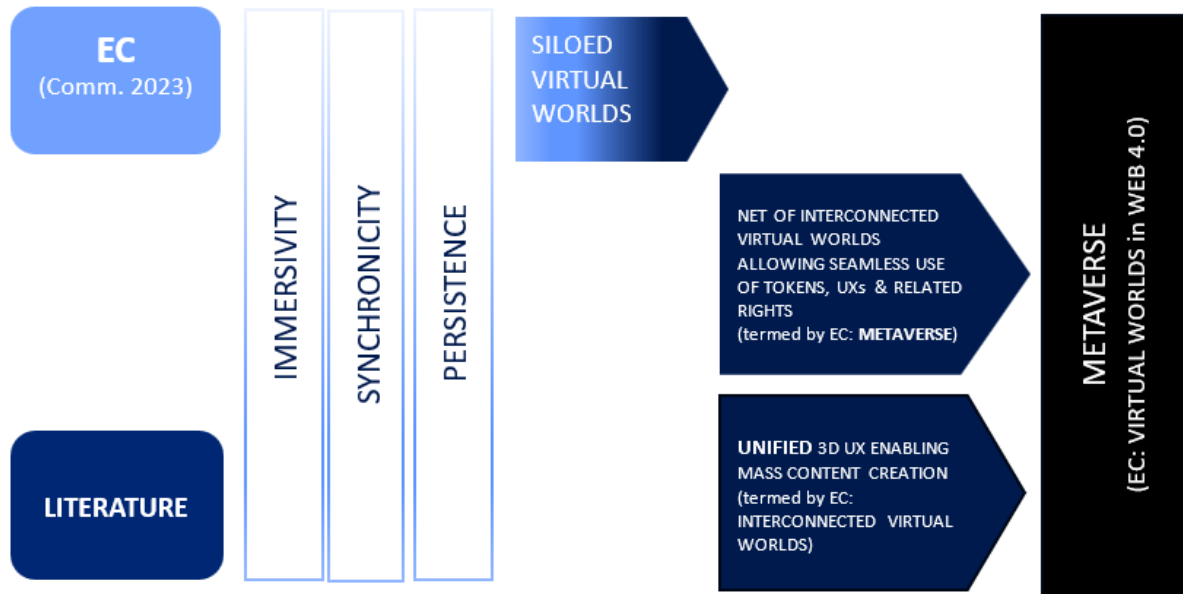 EC
(Comm. 2023)
LITERATURE
IMMERSIVITY
SYNCHRONICITY
PERSISTENCE
SILOED
VIRTUAL
WORLDS
NET OF INTERCONNECTED
VIRTUAL WORLDS
ALLOWING SEAMLESS USE
OF TOKENS, UXs & RELATED
RIGHTS
(termed by EC: METAVERSE)
UNIFIED 3D UX ENABLING
MASS CONTENT CREATION
(termed by EC:
INTERCONNECTED VIRTUAL
WORLDS)
METAVERSE
(EC: VIRTUAL WORLDS in WEB 4.0)